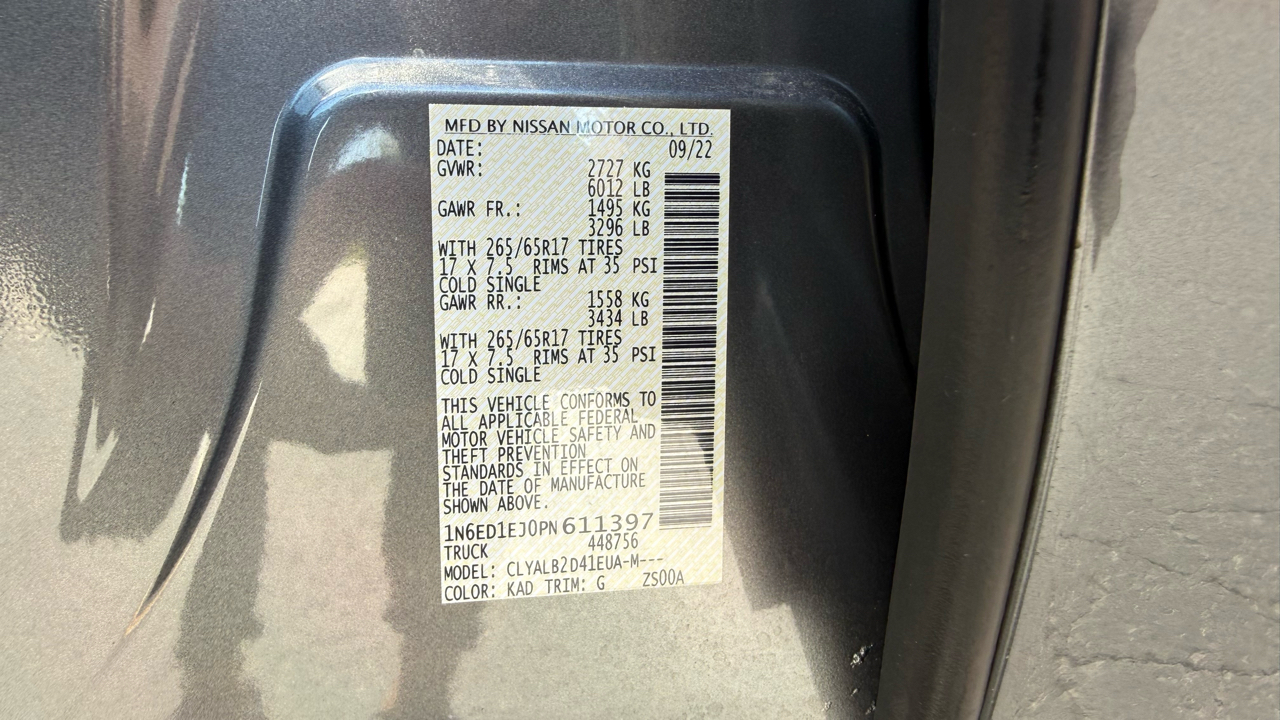 MFD BY NISSAN MOTOR CO., LTD.
DATE: 09/22
GVWR: 2727 KG
6012 LB
GAWR FR.: 1495 KG
3296 LB
WITH 265/65R17 TIRES
17 X 7.5 RIMS AT 35 PSI
COLD SINGLE
GAWR RR.: 1558 KG
3434 LB
WITH 265/65R17 TIRES
17 X 7.5 RIMS AT 35 PSI
COLD SINGLE
THIS VEHICLE CONFORMS TO
ALL APPLICABLE FEDERAL
MOTOR VEHICLE SAFETY AND
THEFT PREVENTION
STANDARDS IN EFFECT ON
THE DATE OF MANUFACTURE
SHOWN ABOVE.
1N6ED1EJ0PN 611397
TRUCK 448756
MODEL: CLYALB2D41EUA-M---
COLOR: KAD TRIM: G ZS00A